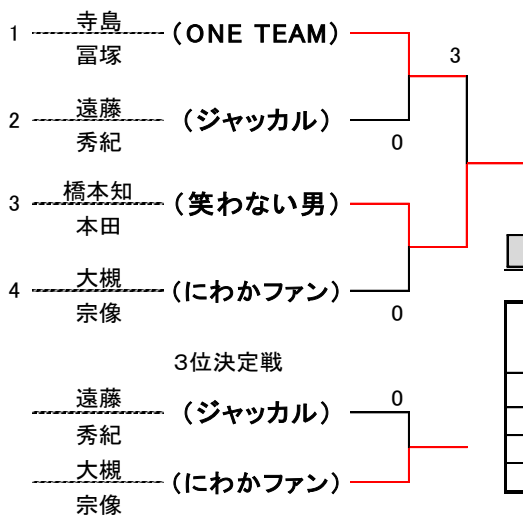 寺島
1 (ONE TEAM)
冨塚
3
遠藤
2 (ジャッカル)
秀紀
0
橋本知
3 (笑わない男)
本田
大槻
4 (にわかファン)
宗像
0
３位決定戦
遠藤
(ジャッカル)
秀紀
0
大槻
(にわかファン)
宗像